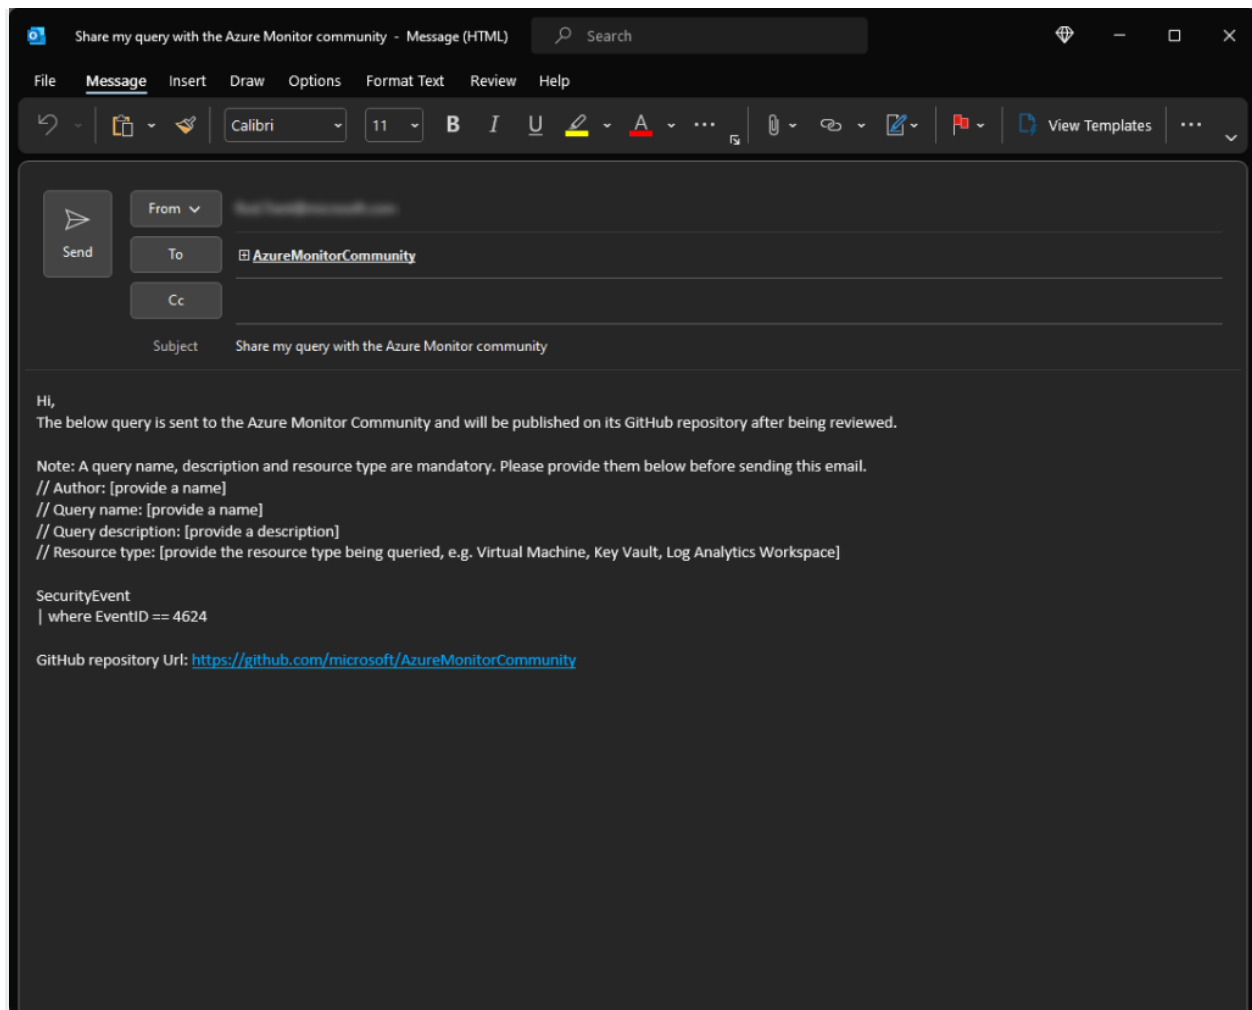 Share my query with the Azure Monitor community - Message (HTML)
Search
File Message Insert Draw Options Format Text Review Help
Calibri 11 B I U A View Templates
Send
From
To AzureMonitorCommunity
Cc
Subject Share my query with the Azure Monitor community
Hi,
The below query is sent to the Azure Monitor Community and will be published on its GitHub repository after being reviewed.
Note: A query name, description and resource type are mandatory. Please provide them below before sending this email.
// Author: [provide a name]
// Query name: [provide a name]
// Query description: [provide a description]
// Resource type: [provide the resource type being queried, e.g. Virtual Machine, Key Vault, Log Analytics Workspace]
SecurityEvent
| where EventID == 4624
GitHub repository Url: https://github.com/microsoft/AzureMonitorCommunity